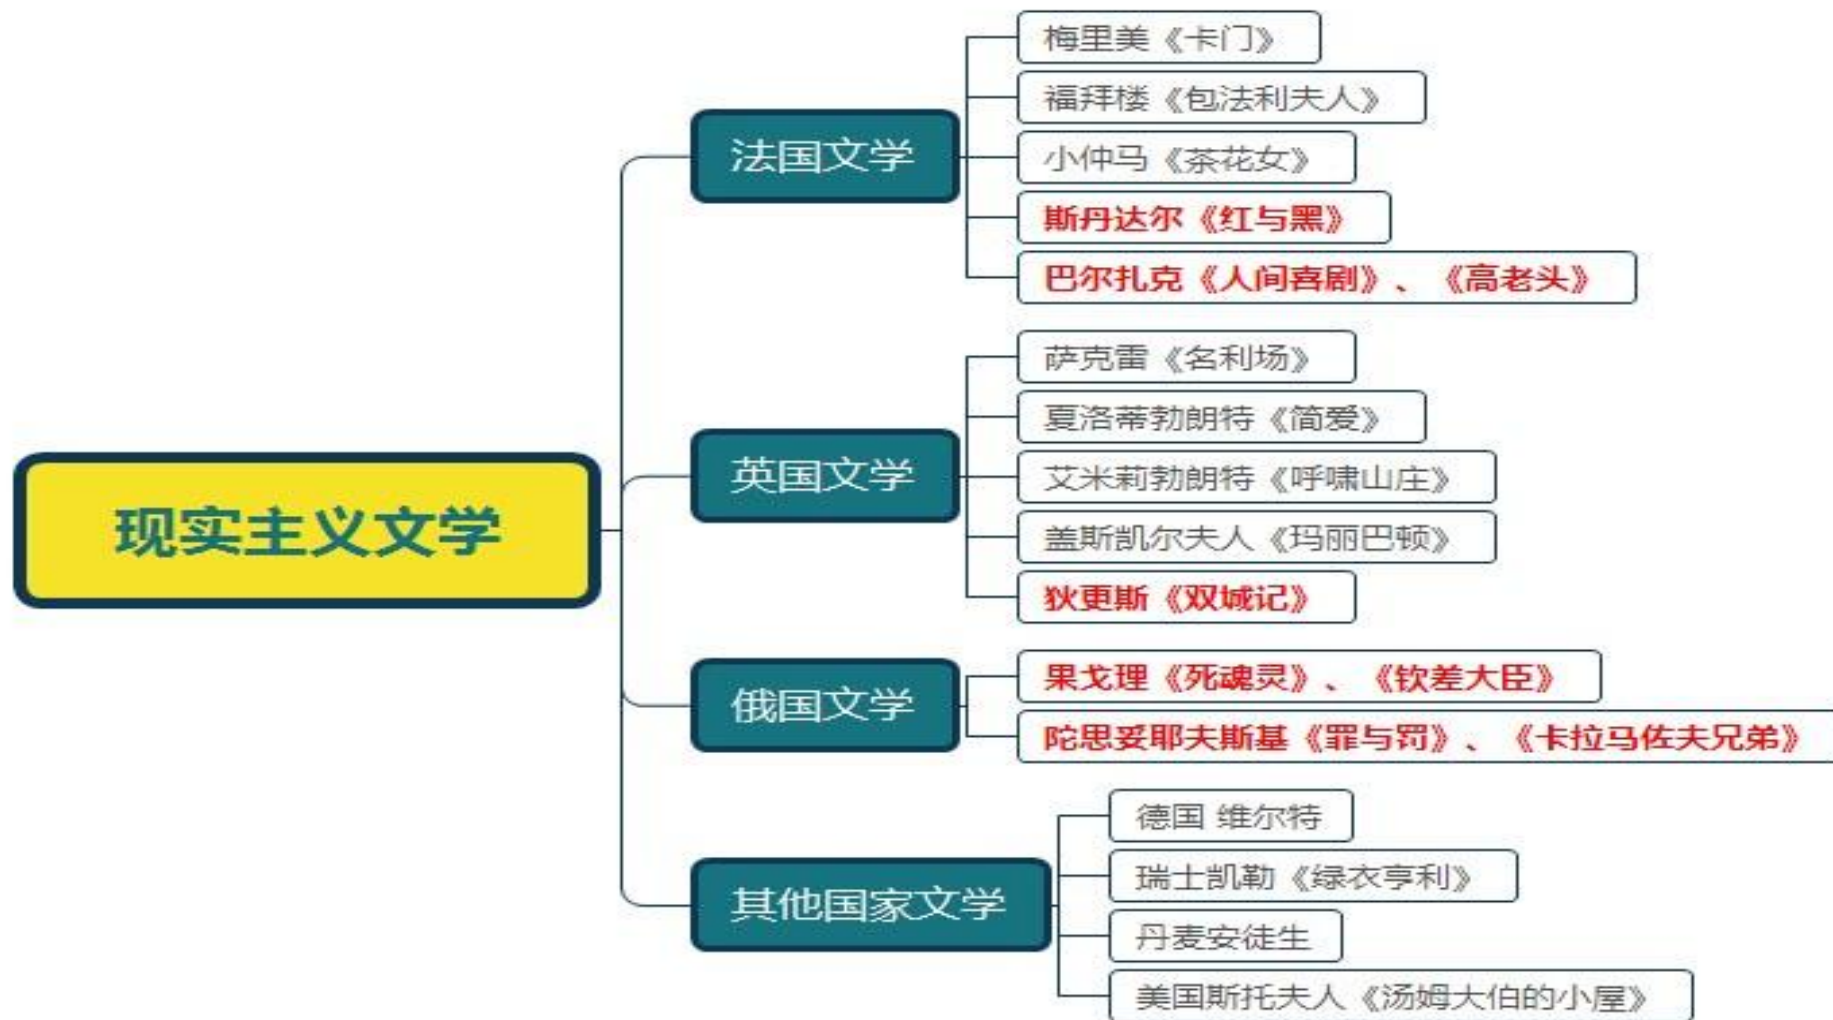 现实主义文学
法国文学
梅里美《卡门》
福拜楼《包法利夫人》
小仲马《茶花女》
斯丹达尔《红与黑》
巴尔扎克《人间喜剧》、《高老头》
英国文学
萨克雷《名利场》
夏洛蒂勃朗特《简爱》
艾米莉勃朗特《呼啸山庄》
盖斯凯尔夫人《玛丽巴顿》
狄更斯《双城记》
俄国文学
果戈理《死魂灵》、《钦差大臣》
陀思妥耶夫斯基《罪与罚》、《卡拉马佐夫兄弟》
其他国家文学
德国 维尔特
瑞士凯勒《绿衣亨利》
丹麦安徒生
美国斯托夫人《汤姆大伯的小屋》